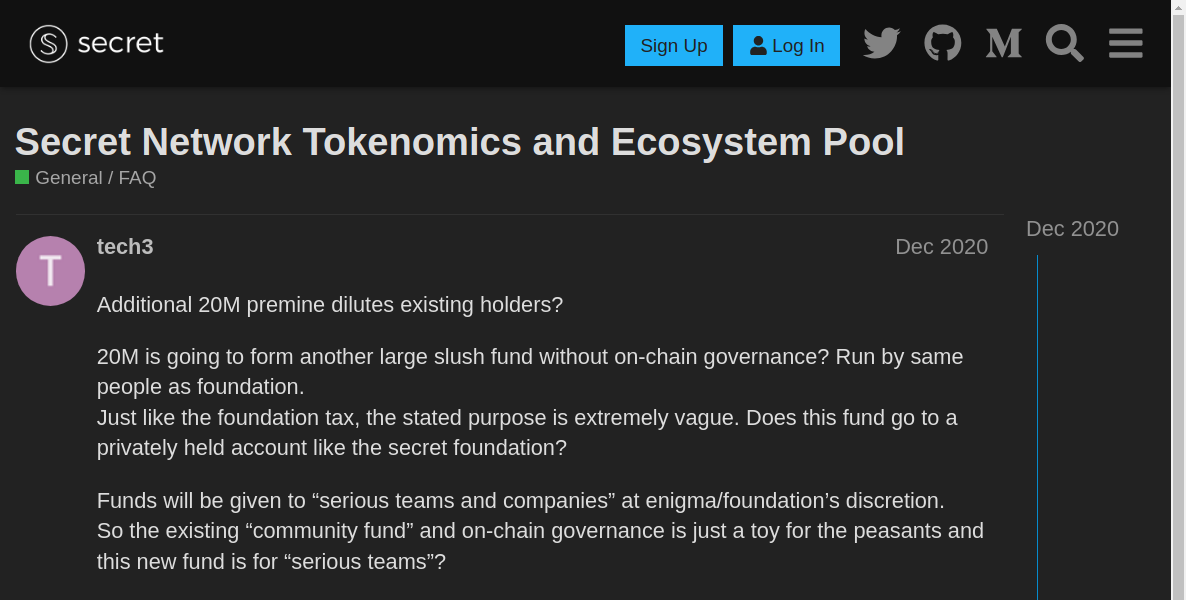 secret
Sign Up
Log In
Secret Network Tokenomics and Ecosystem Pool
General / FAQ
Dec 2020
T
tech3
Dec 2020
Additional 20M premine dilutes existing holders?
20M is going to form another large slush fund without on-chain governance? Run by same
people as foundation.
Just like the foundation tax, the stated purpose is extremely vague. Does this fund go to a
privately held account like the secret foundation?
Funds will be given to “serious teams and companies” at enigma/foundation’s discretion.
So the existing “community fund” and on-chain governance is just a toy for the peasants and
this new fund is for “serious teams”?